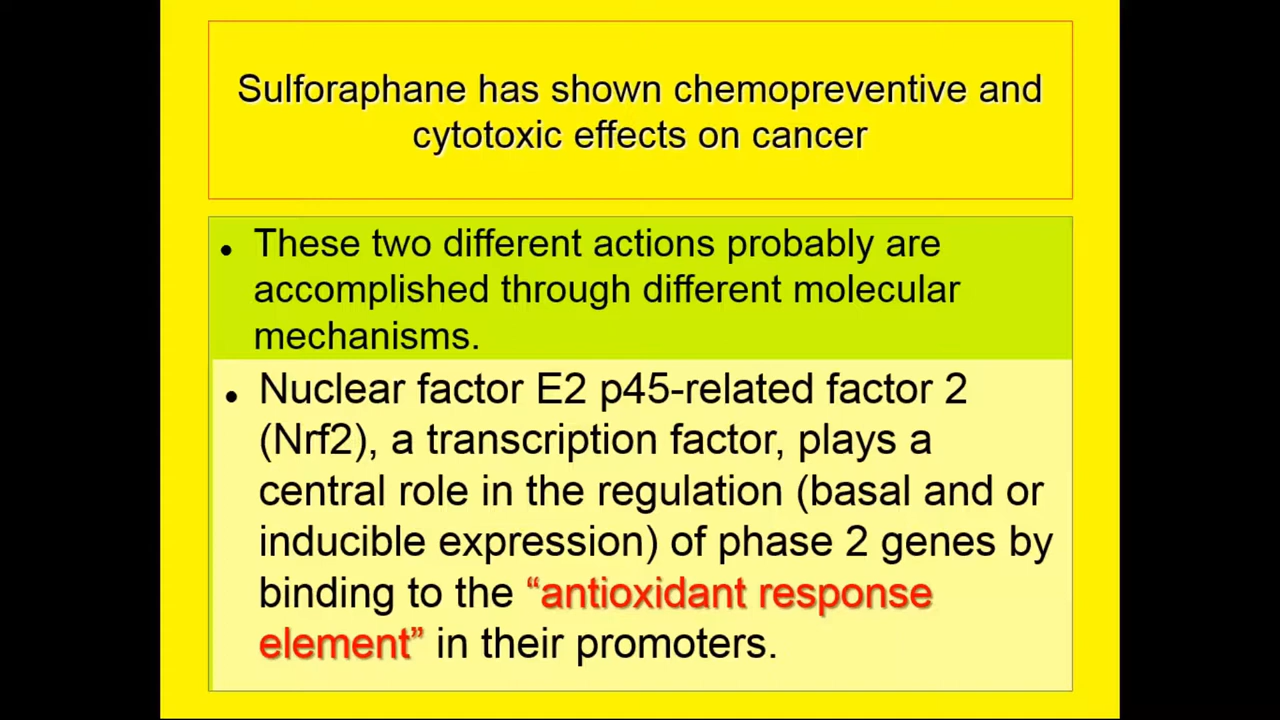 Sulforaphane has shown chemopreventive and
cytotoxic effects on cancer
• These two different actions probably are
accomplished through different molecular
mechanisms.
• Nuclear factor E2 p45-related factor 2
(Nrf2), a transcription factor, plays a
central role in the regulation (basal and or
inducible expression) of phase 2 genes by
binding to the “antioxidant response
element” in their promoters.